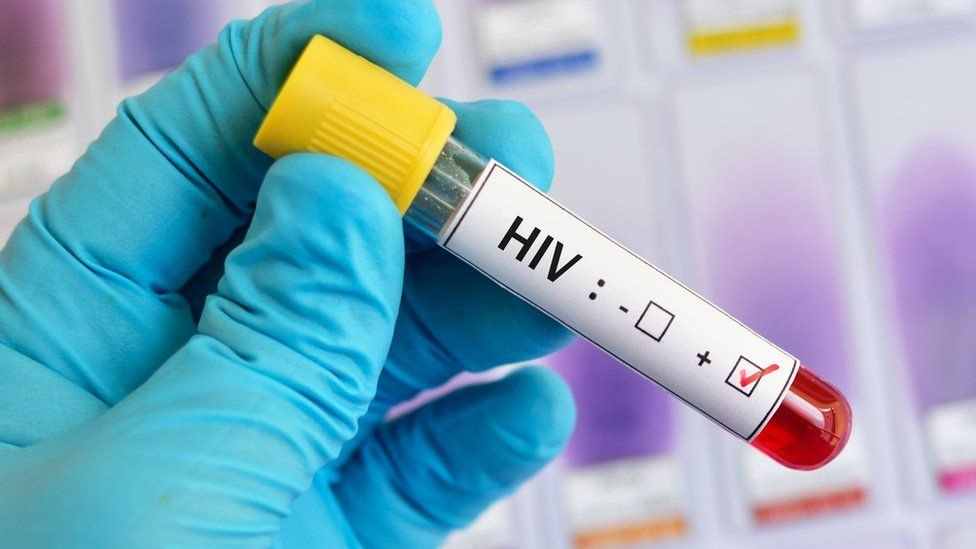 HIV : - ☐ + ☑